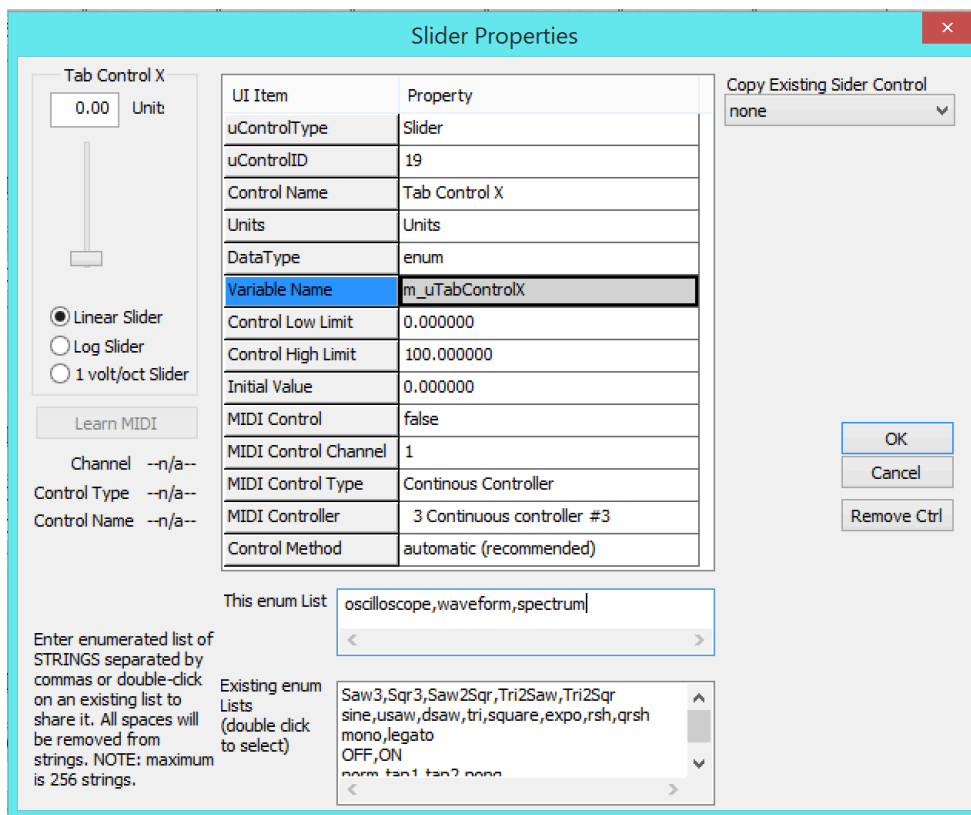 Slider Properties
Tab Control X
0.00 Unit:
Linear Slider
Log Slider
1 volt/oct Slider
Learn MIDI
Channel --n/a--
Control Type --n/a--
Control Name --n/a--
Enter enumerated list of
STRINGS separated by
commas or double-click
on an existing list to
share it. All spaces will
be removed from
strings. NOTE: maximum
is 256 strings.
UI Item Property
uControlType Slider
uControlID 19
Control Name Tab Control X
Units Units
DataType enum
Variable Name m_uTabControlX
Control Low Limit 0.000000
Control High Limit 100.000000
Initial Value 0.000000
MIDI Control false
MIDI Control Channel 1
MIDI Control Type Continous Controller
MIDI Controller 3 Continuous controller #3
Control Method automatic (recommended)
This enum List oscilloscope,waveform,spectrum
Existing enum
Lists
(double click
to select)
Saw3,Sqr3,Saw2Sqr,Tri2Saw,Tri2Sqr
sine,usaw,dsaw,tri,square,expo,rsh,qrsh
mono,legato
OFF,ON
norm,tap1,tap2,pong
Copy Existing Sider Control
none
OK
Cancel
Remove Ctrl